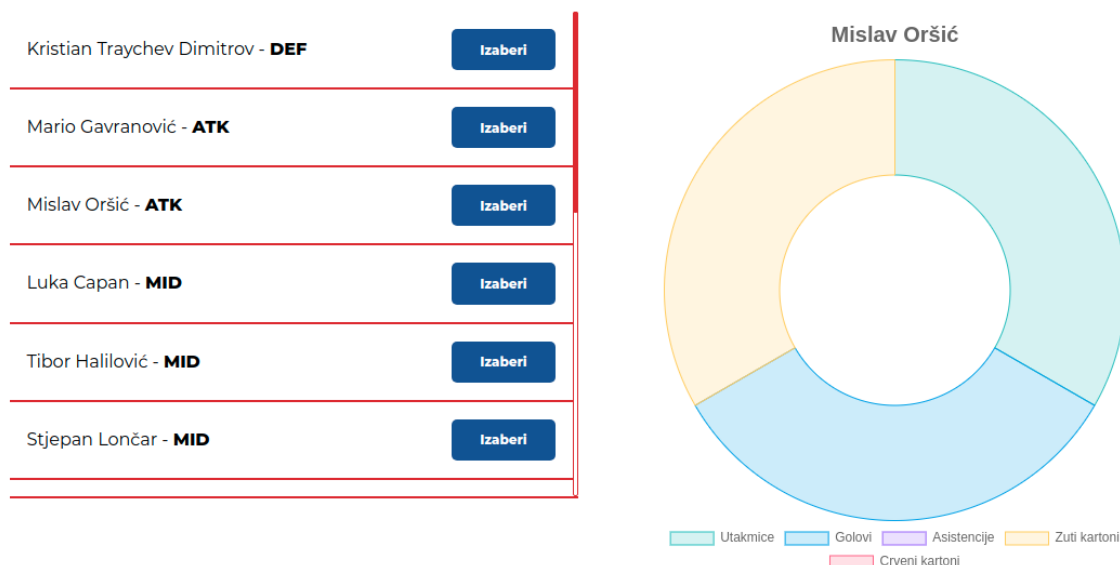 Kristian Traychev Dimitrov - DEF Izaberi
Mario Gavranović - ATK Izaberi
Mislav Oršić - ATK Izaberi
Luka Capan - MID Izaberi
Tibor Halilović - MID Izaberi
Stjepan Lončar - MID Izaberi
Mislav Oršić
Utakmice Golovi Asistencije Zuti kartoni
Crveni kartoni